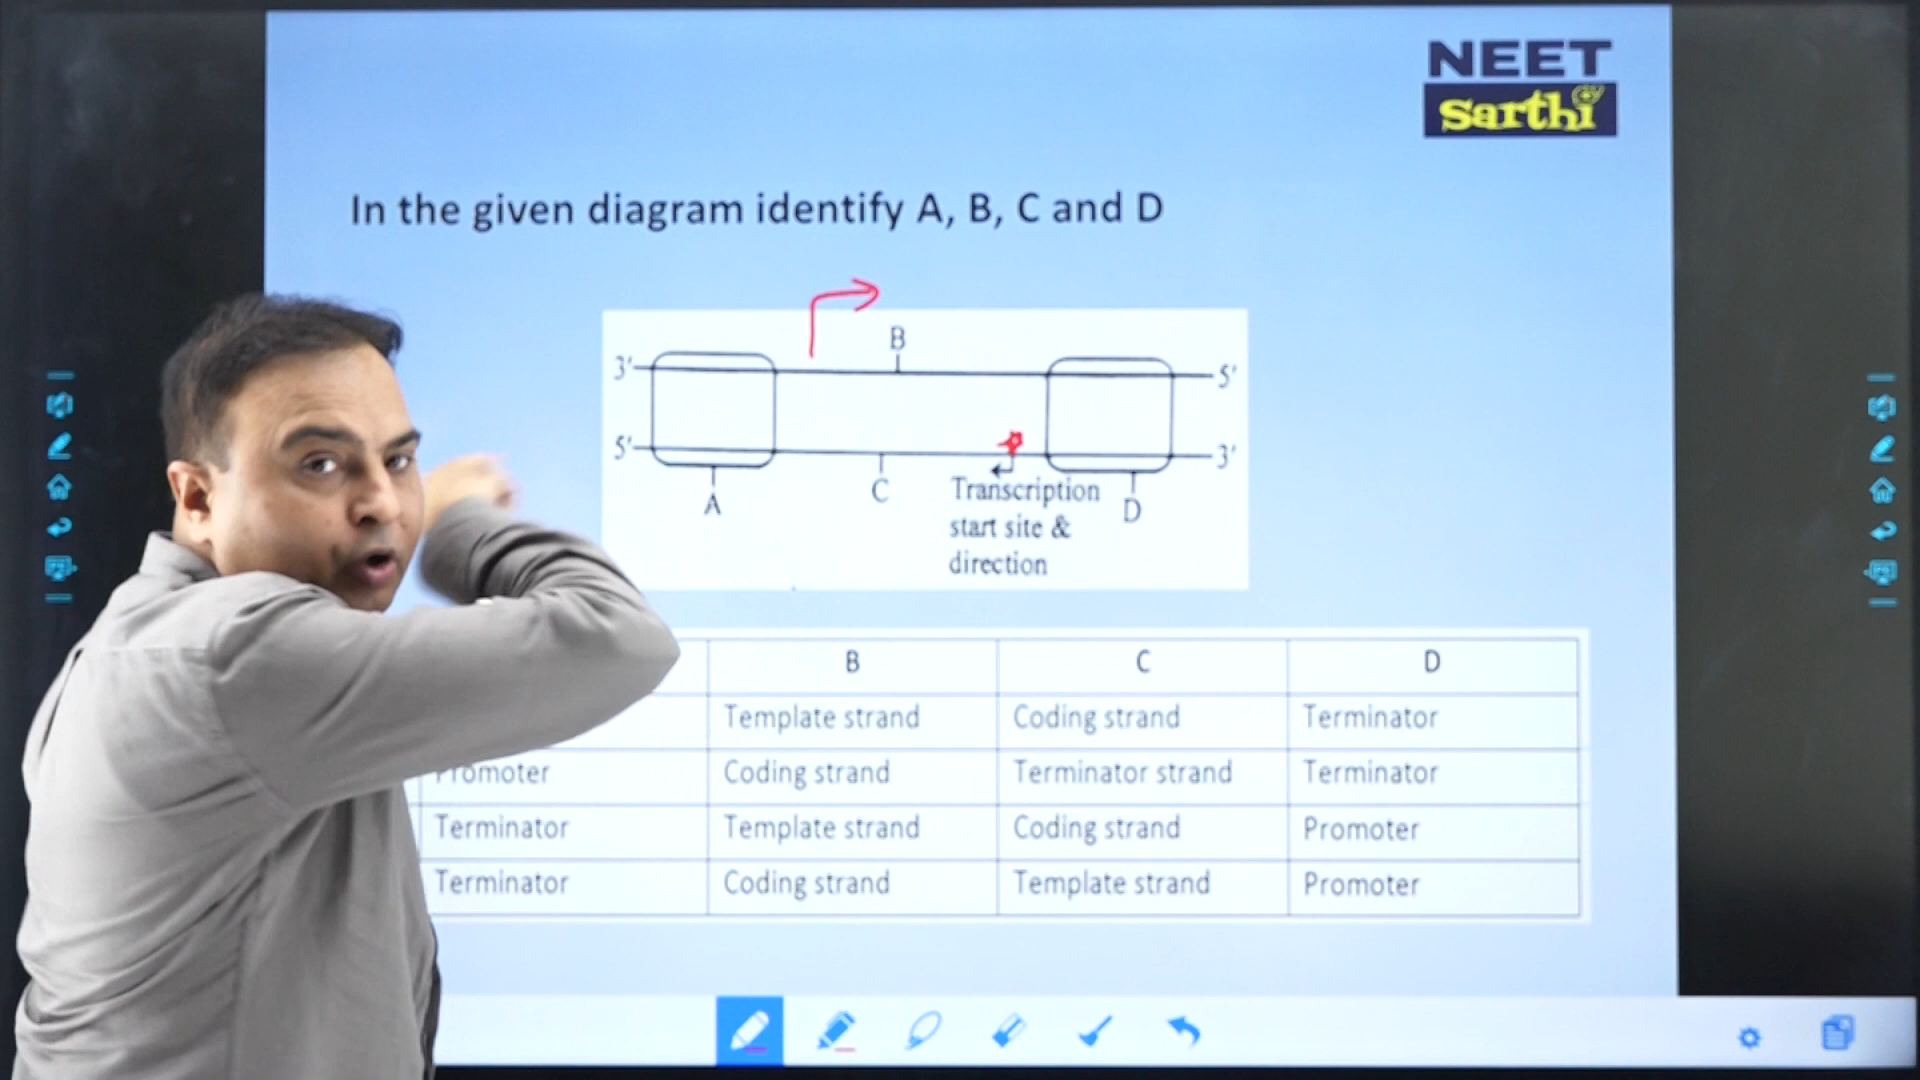 NEET
Sarthi
In the given diagram identify A, B, C and D
B
3' 5'
5' 3'
A C Transcription D
start site &
direction
B C D
Template strand Coding strand Terminator
Promoter Coding strand Terminator strand Terminator
Terminator Template strand Coding strand Promoter
Terminator Coding strand Template strand Promoter